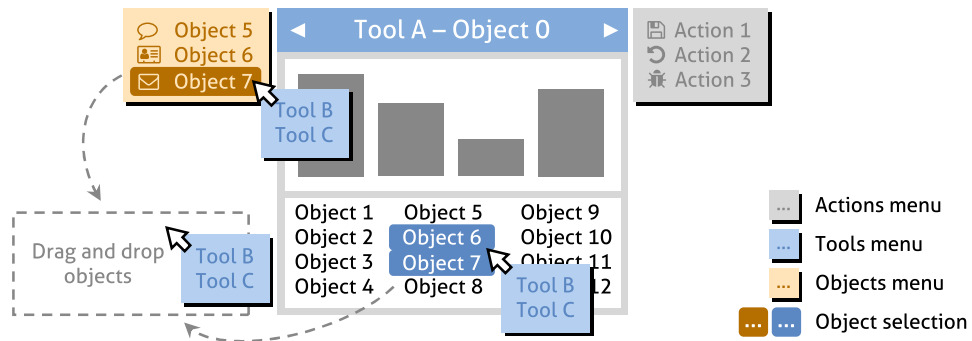 Object 5
Object 6
Object 7
Tool A – Object 0
Action 1
Action 2
Action 3
Tool B
Tool C
Object 1 Object 5 Object 9
Object 2 Object 6 Object 10
Object 3 Object 7 Object 11
Object 4 Object 8 12
Tool B
Tool C
Drag and drop
objects
Tool B
Tool C
... Actions menu
... Tools menu
... Objects menu
... ... Object selection